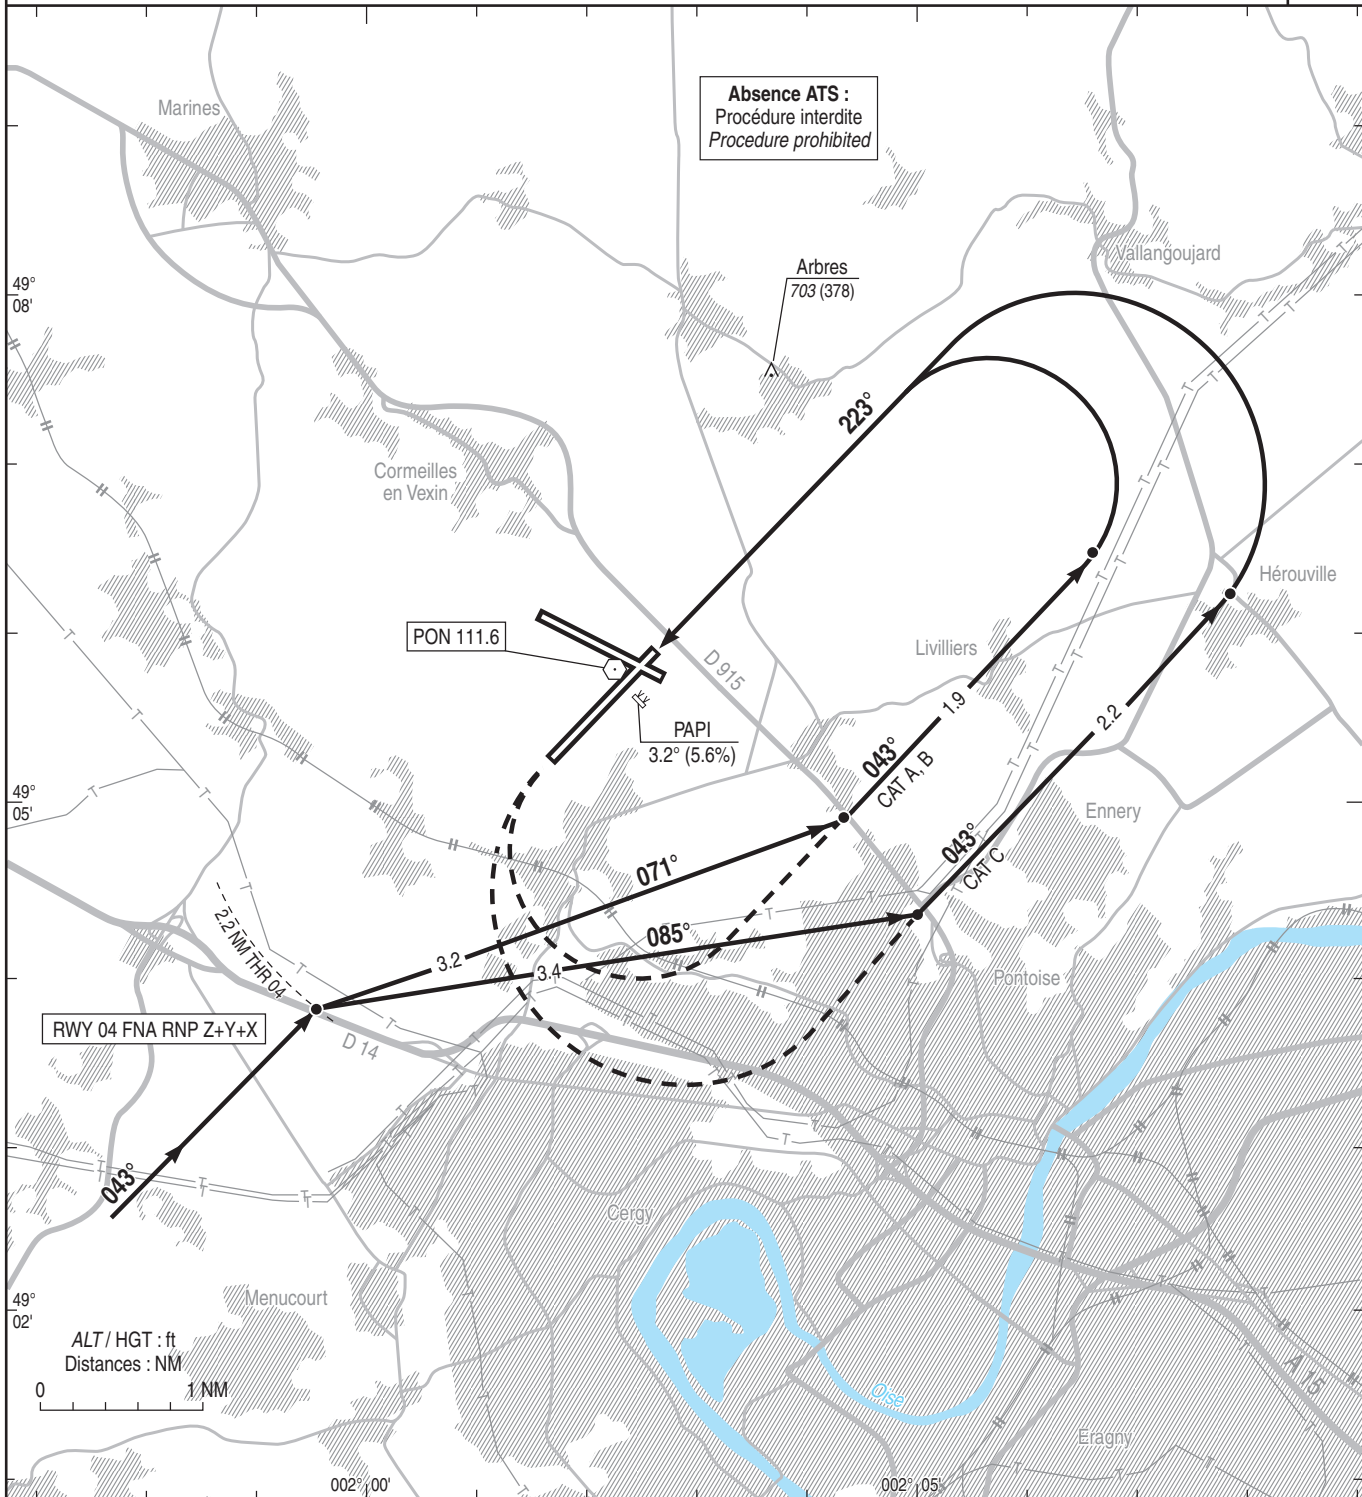 Absence ATS :
Procédure interdite
Procedure prohibited
Marines
Vallangoujard
Arbres
703 (378)
49°
08'
223°
Cormeilles
en Vexin
Hérouville
PON 111.6
Livilliers
D 915
1.9
2.2
PAPI
3.2° (5.6%)
043°
CAT A, B
49°
05'
Ennery
043°
CAT C
071°
085°
2.2 NM THR 04
3.2
3.4
Pontoise
RWY 04 FNA RNP Z+Y+X
D 14
043°
Cergy
Menucourt
49°
02'
ALT / HGT : ft
Distances : NM
0
1 NM
A 15
Oise
Eragny
002° 00'
002° 05'